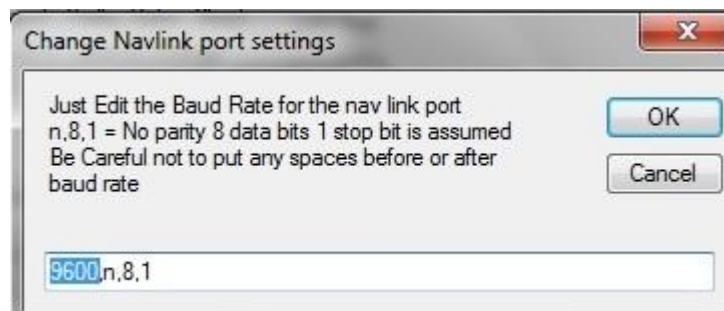 Change Navlink port settings
Just Edit the Baud Rate for the nav link port
n,8,1 = No parity 8 data bits 1 stop bit is assumed
Be Careful not to put any spaces before or after
baud rate
OK
Cancel
9600,n,8,1